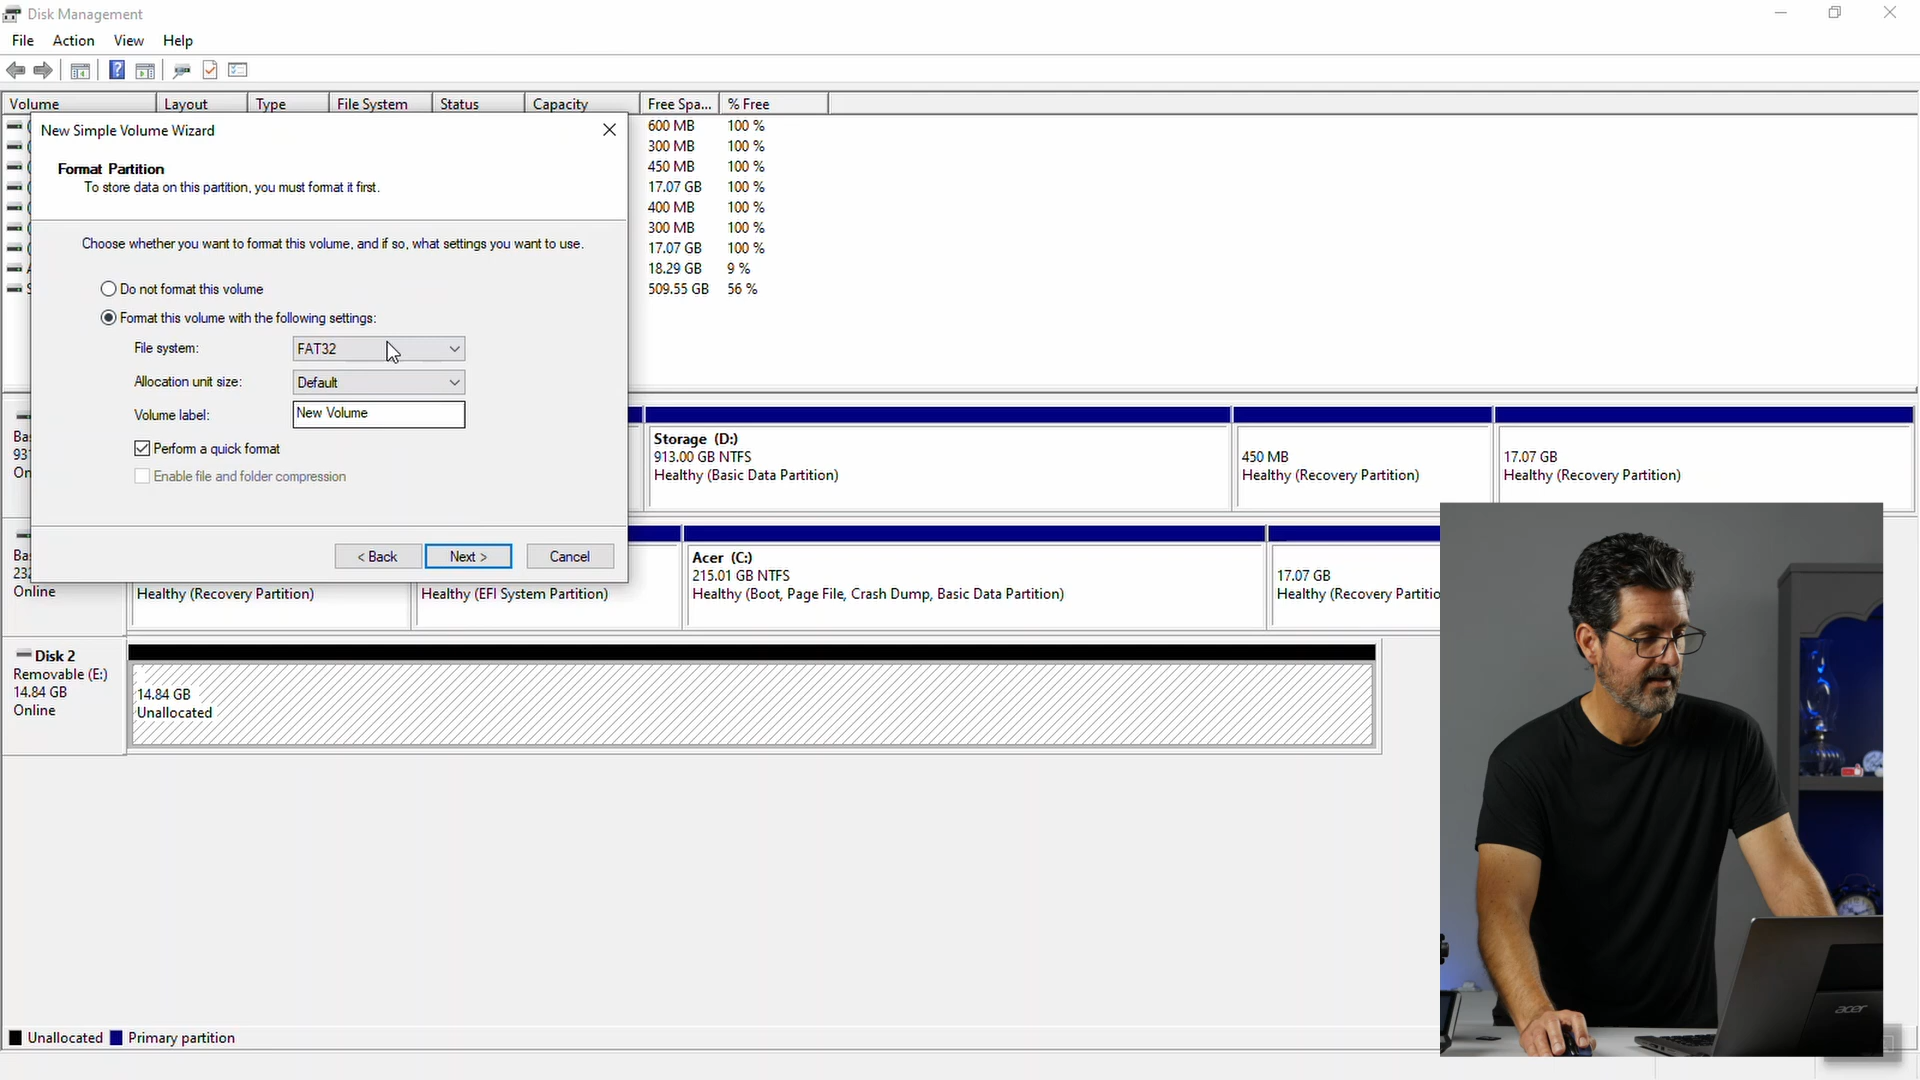 Disk Management
File Action View Help
Volume Layout Type File System Status Capacity Free Spa... % Free
600 MB 100 %
300 MB 100 %
450 MB 100 %
17.07 GB 100 %
400 MB 100 %
300 MB 100 %
17.07 GB 100 %
18.29 GB 9 %
509.55 GB 56 %
New Simple Volume Wizard
Format Partition
To store data on this partition, you must format it first.
Choose whether you want to format this volume, and if so, what settings you want to use.
Do not format this volume
Format this volume with the following settings:
File system: FAT32
Allocation unit size: Default
Volume label: New Volume
Perform a quick format
Enable file and folder compression
< Back Next > Cancel
Storage (D:)
913.00 GB NTFS
Healthy (Basic Data Partition)
450 MB
Healthy (Recovery Partition)
17.07 GB
Healthy (Recovery Partition)
Online
Healthy (Recovery Partition)
Healthy (EFI System Partition)
Acer (C:)
215.01 GB NTFS
Healthy (Boot, Page File, Crash Dump, Basic Data Partition)
17.07 GB
Healthy (Recovery Partitio
Disk 2
Removable (E:)
14.84 GB
Online
14.84 GB
Unallocated
Unallocated Primary partition
acer